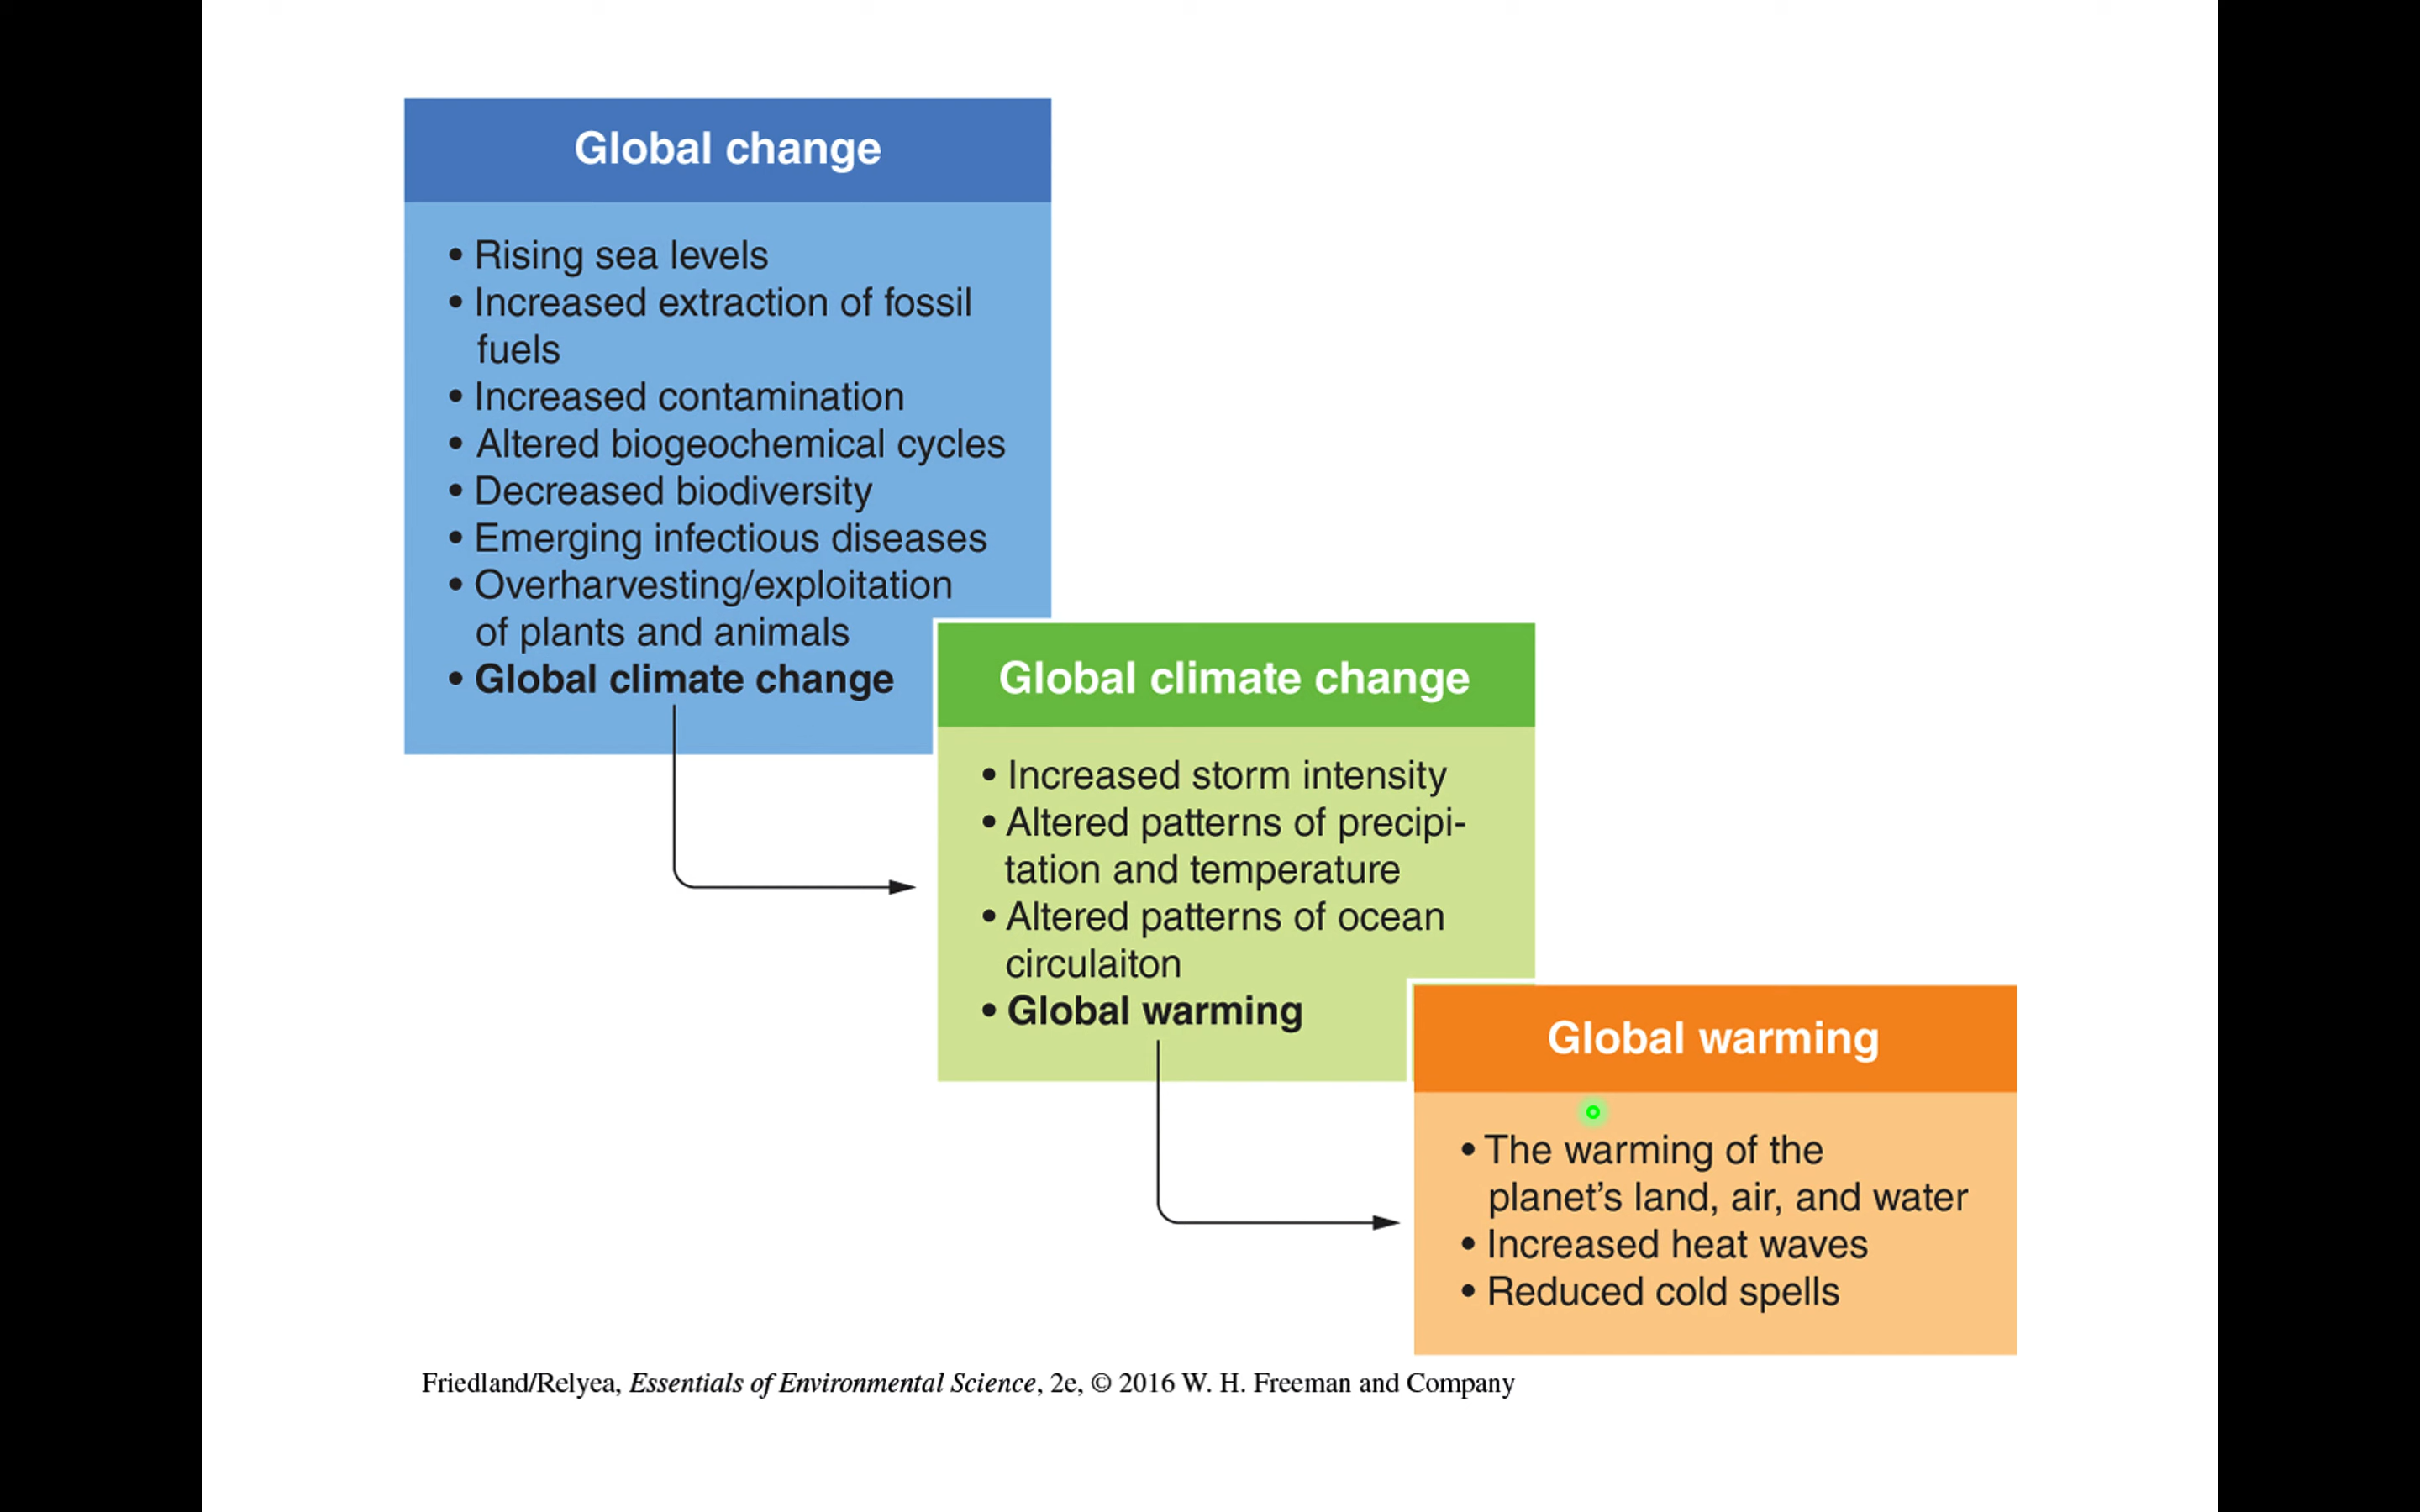 Global change
• Rising sea levels
• Increased extraction of fossil
fuels
• Increased contamination
• Altered biogeochemical cycles
• Decreased biodiversity
• Emerging infectious diseases
• Overharvesting/exploitation
of plants and animals
• Global climate change
Global climate change
• Increased storm intensity
• Altered patterns of precipi-
tation and temperature
• Altered patterns of ocean
circulaiton
• Global warming
Global warming
• The warming of the
planet’s land, air, and water
• Increased heat waves
• Reduced cold spells
Friedland/Relyea, Essentials of Environmental Science, 2e, © 2016 W. H. Freeman and Company